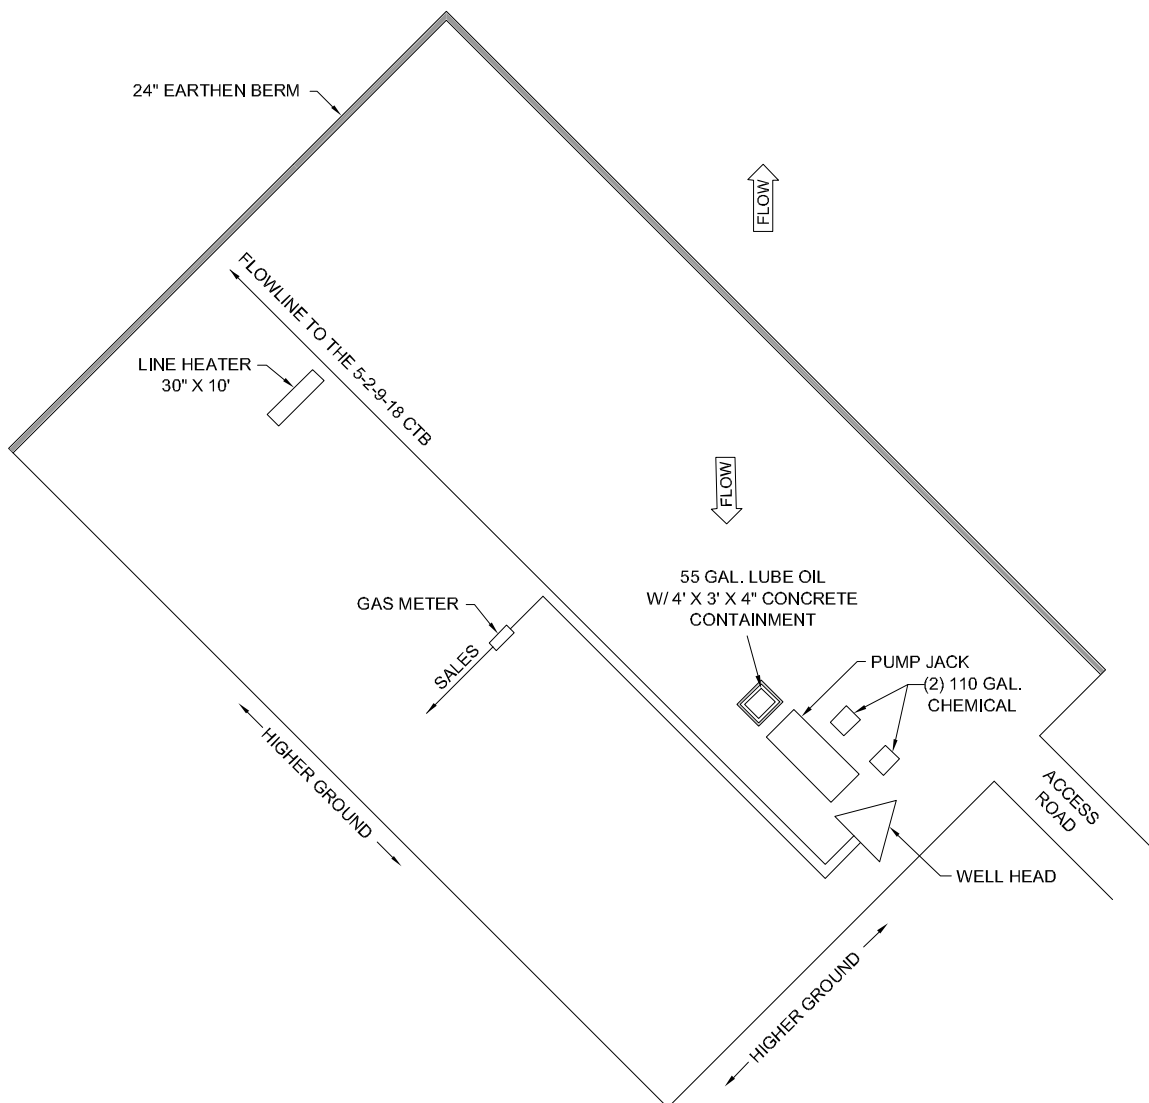 24" EARTHEN BERM
FLOW
FLOWLINE TO THE 5-2-9-18 CTB
LINE HEATER
30" X 10'
FLOW
55 GAL. LUBE OIL
W/ 4' X 3' X 4" CONCRETE
CONTAINMENT
GAS METER
SALES
PUMP JACK
(2) 110 GAL.
CHEMICAL
HIGHER GROUND
ACCESS
ROAD
WELL HEAD
HIGHER GROUND